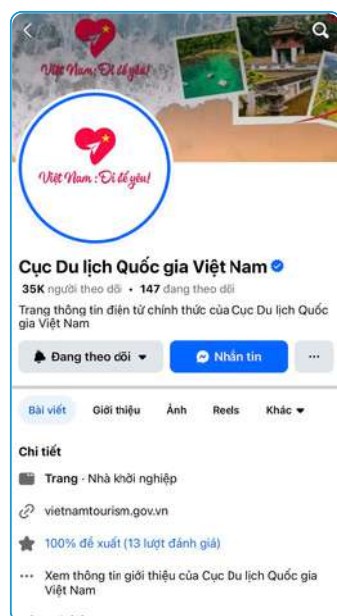 Việt Nam: Đi để yêu!
Việt Nam : Đi để yêu!
Cục Du lịch Quốc gia Việt Nam
35K người theo dõi • 147 đang theo dõi
Trang thông tin điện tử chính thức của Cục Du lịch Quốc
gia Việt Nam
Đang theo dõi
Nhắn tin
...
Bài viết Giới thiệu Ảnh Reels Khác
Chi tiết
Trang · Nhà khởi nghiệp
vietnamtourism.gov.vn
100% đề xuất (13 lượt đánh giá)
Xem thông tin giới thiệu của Cục Du lịch Quốc gia
Việt Nam